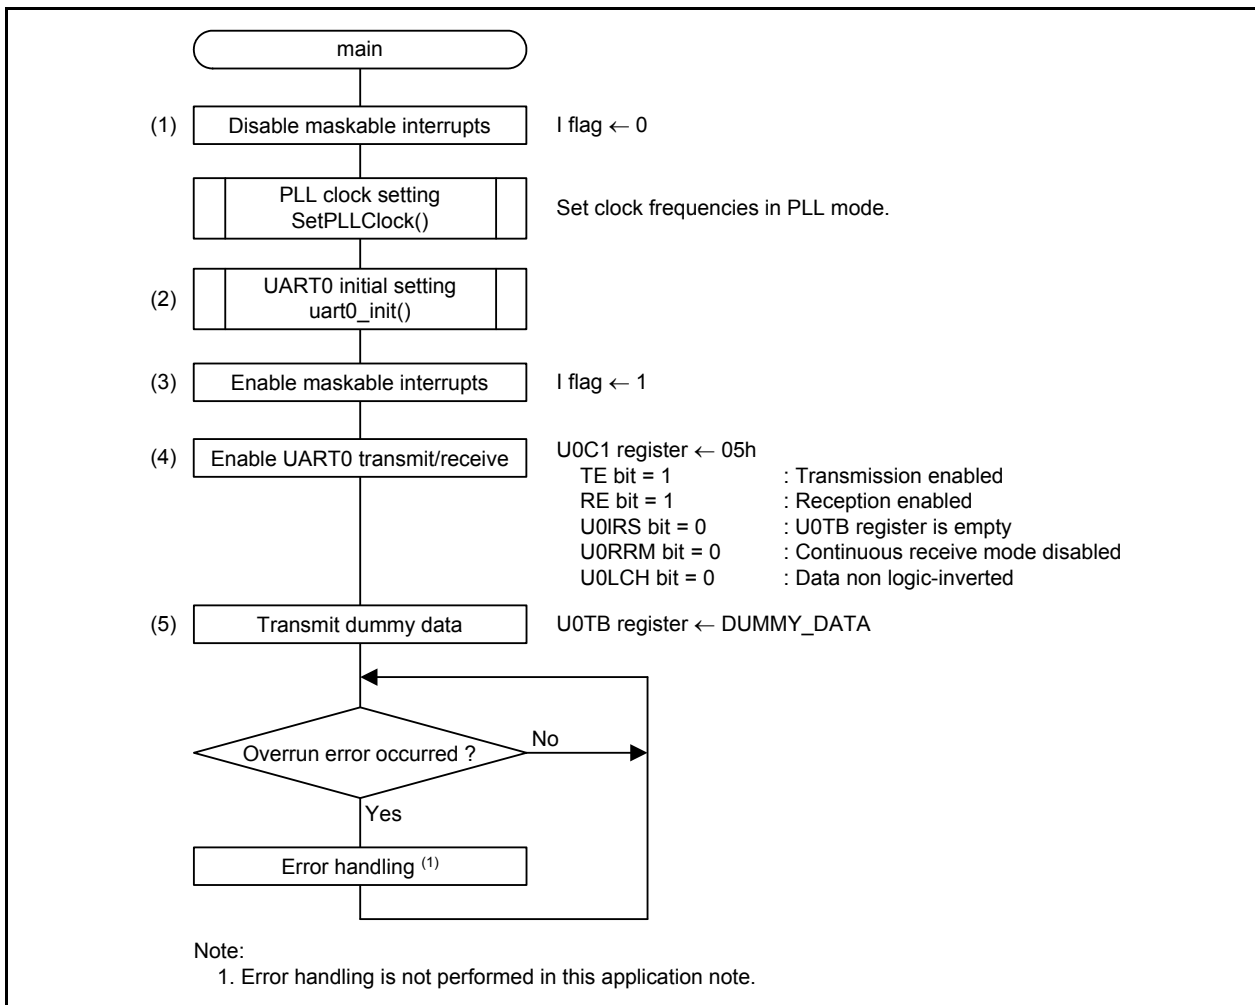 main
(1) Disable maskable interrupts I flag ← 0
PLL clock setting
SetPLLClock() Set clock frequencies in PLL mode.
(2) UART0 initial setting
uart0_init()
(3) Enable maskable interrupts I flag ← 1
(4) Enable UART0 transmit/receive U0C1 register ← 05h
TE bit = 1 : Transmission enabled
RE bit = 1 : Reception enabled
U0IRS bit = 0 : U0TB register is empty
U0RRM bit = 0 : Continuous receive mode disabled
U0LCH bit = 0 : Data non logic-inverted
(5) Transmit dummy data U0TB register ← DUMMY_DATA
Overrun error occurred ? No
Yes
Error handling (1)
Note:
1. Error handling is not performed in this application note.